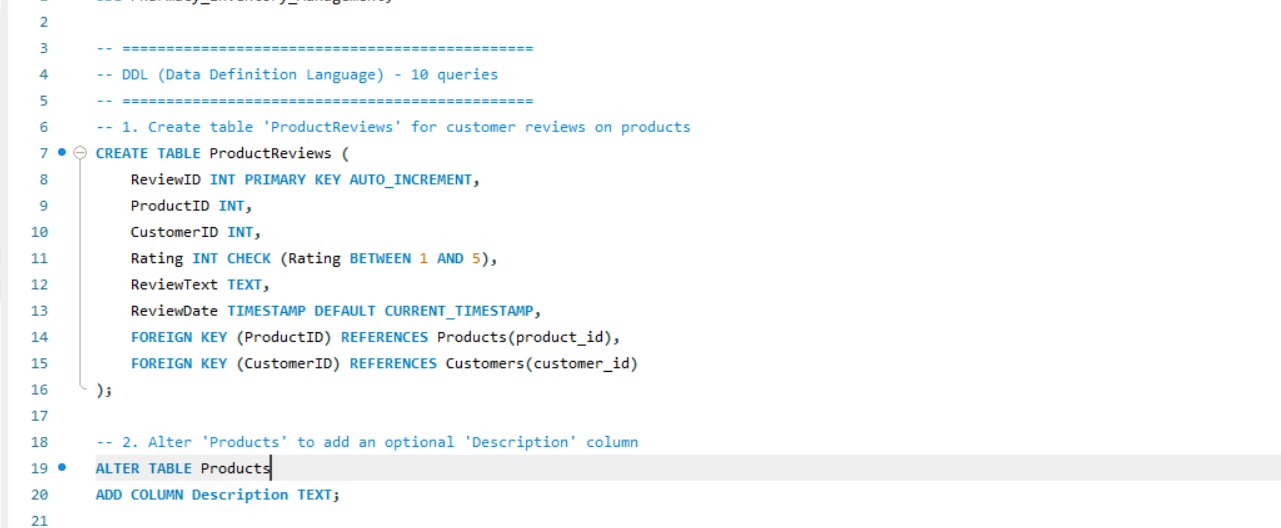 2
3 -- ===============================================
4 -- DDL (Data Definition Language) - 10 queries
5 -- ===============================================
6 -- 1. Create table 'ProductReviews' for customer reviews on products
7 CREATE TABLE ProductReviews (
8 ReviewID INT PRIMARY KEY AUTO_INCREMENT,
9 ProductID INT,
10 CustomerID INT,
11 Rating INT CHECK (Rating BETWEEN 1 AND 5),
12 ReviewText TEXT,
13 ReviewDate TIMESTAMP DEFAULT CURRENT_TIMESTAMP,
14 FOREIGN KEY (ProductID) REFERENCES Products(product_id),
15 FOREIGN KEY (CustomerID) REFERENCES Customers(customer_id)
16 );
17
18 -- 2. Alter 'Products' to add an optional 'Description' column
19 ALTER TABLE Products
20 ADD COLUMN Description TEXT;
21